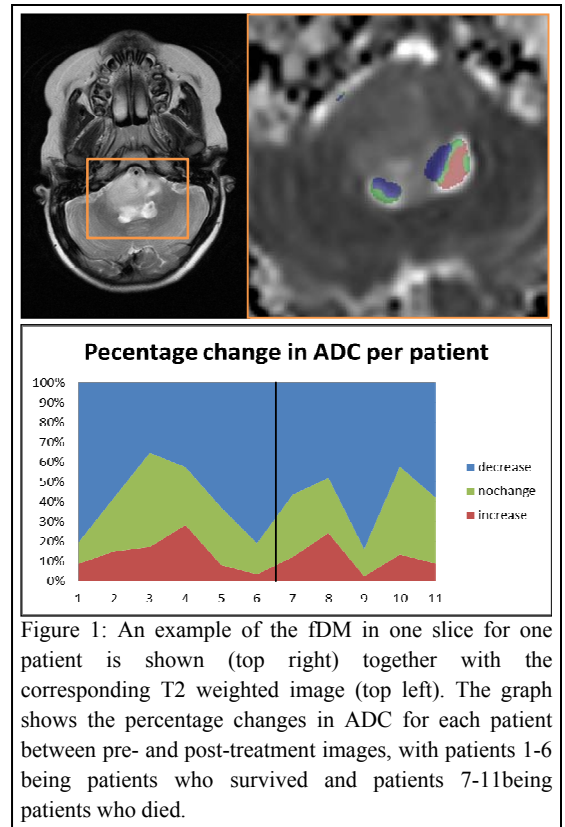 Pecentage change in ADC per patient
100%
90%
80%
70%
60%
50%
40%
30%
20%
10%
0%
1 2 3 4 5 6 7 8 9 10 11
decrease
nochange
increase
Figure 1: An example of the fDM in one slice for one
patient is shown (top right) together with the
corresponding T2 weighted image (top left). The graph
shows the percentage changes in ADC for each patient
between pre- and post-treatment images, with patients 1-6
being patients who survived and patients 7-11being
patients who died.